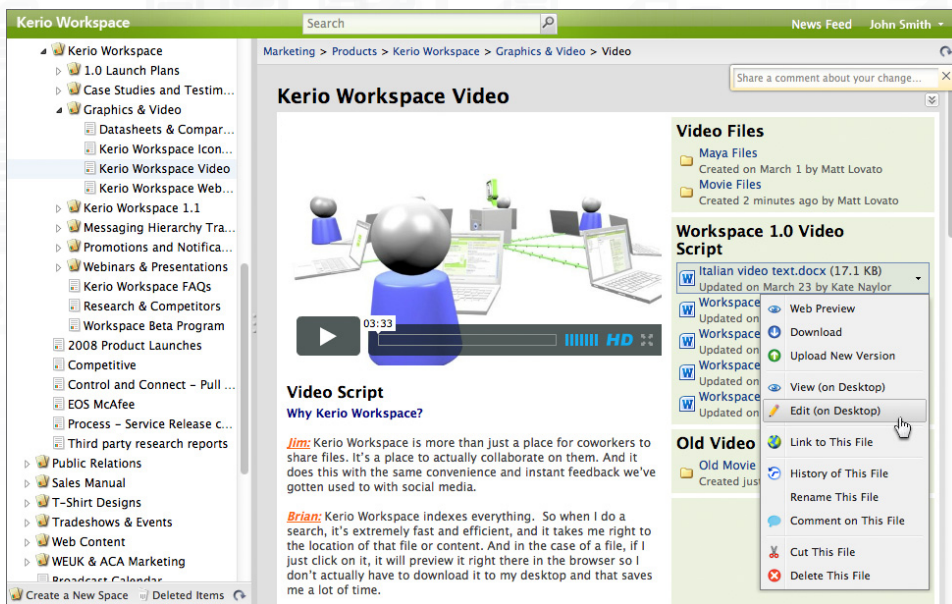 Kerio Workspace
Search
News Feed John Smith
Kerio Workspace
1.0 Launch Plans
Case Studies and Testim...
Graphics & Video
Datasheets & Compar...
Kerio Workspace Icon...
Kerio Workspace Video
Kerio Workspace Web...
Kerio Workspace 1.1
Messaging Hierarchy Tra...
Promotions and Notifica...
Webinars & Presentations
Kerio Workspace FAQs
Research & Competitors
Workspace Beta Program
2008 Product Launches
Competitive
Control and Connect - Pull ...
EOS McAfee
Process - Service Release c...
Third party research reports
Public Relations
Sales Manual
T-Shirt Designs
Tradeshows & Events
Web Content
WEUK & ACA Marketing
Broadcast Calendar
Create a New Space Deleted Items
Marketing > Products > Kerio Workspace > Graphics & Video > Video
Share a comment about your change...
Kerio Workspace Video
03:33
HD
Video Script
Why Kerio Workspace?
Jim: Kerio Workspace is more than just a place for coworkers to
share files. It's a place to actually collaborate on them. And it
does this with the same convenience and instant feedback we've
gotten used to with social media.
Brian: Kerio Workspace indexes everything. So when I do a
search, it's extremely fast and efficient, and it takes me right to
the location of that file or content. And in the case of a file, if I
just click on it, it will preview it right there in the browser so I
don't actually have to download it to my desktop and that saves
me a lot of time.
Video Files
Maya Files
Created on March 1 by Matt Lovato
Movie Files
Created 2 minutes ago by Matt Lovato
Workspace 1.0 Video
Script
Italian video text.docx (17.1 KB)
Updated on March 23 by Kate Naylor
Workspace
Updated on
Workspace
Updated on
Workspace
Updated on
Workspace
Updated on
Old Video
Old Movie
Created just
Web Preview
Download
Upload New Version
View (on Desktop)
Edit (on Desktop)
Link to This File
History of This File
Rename This File
Comment on This File
Cut This File
Delete This File